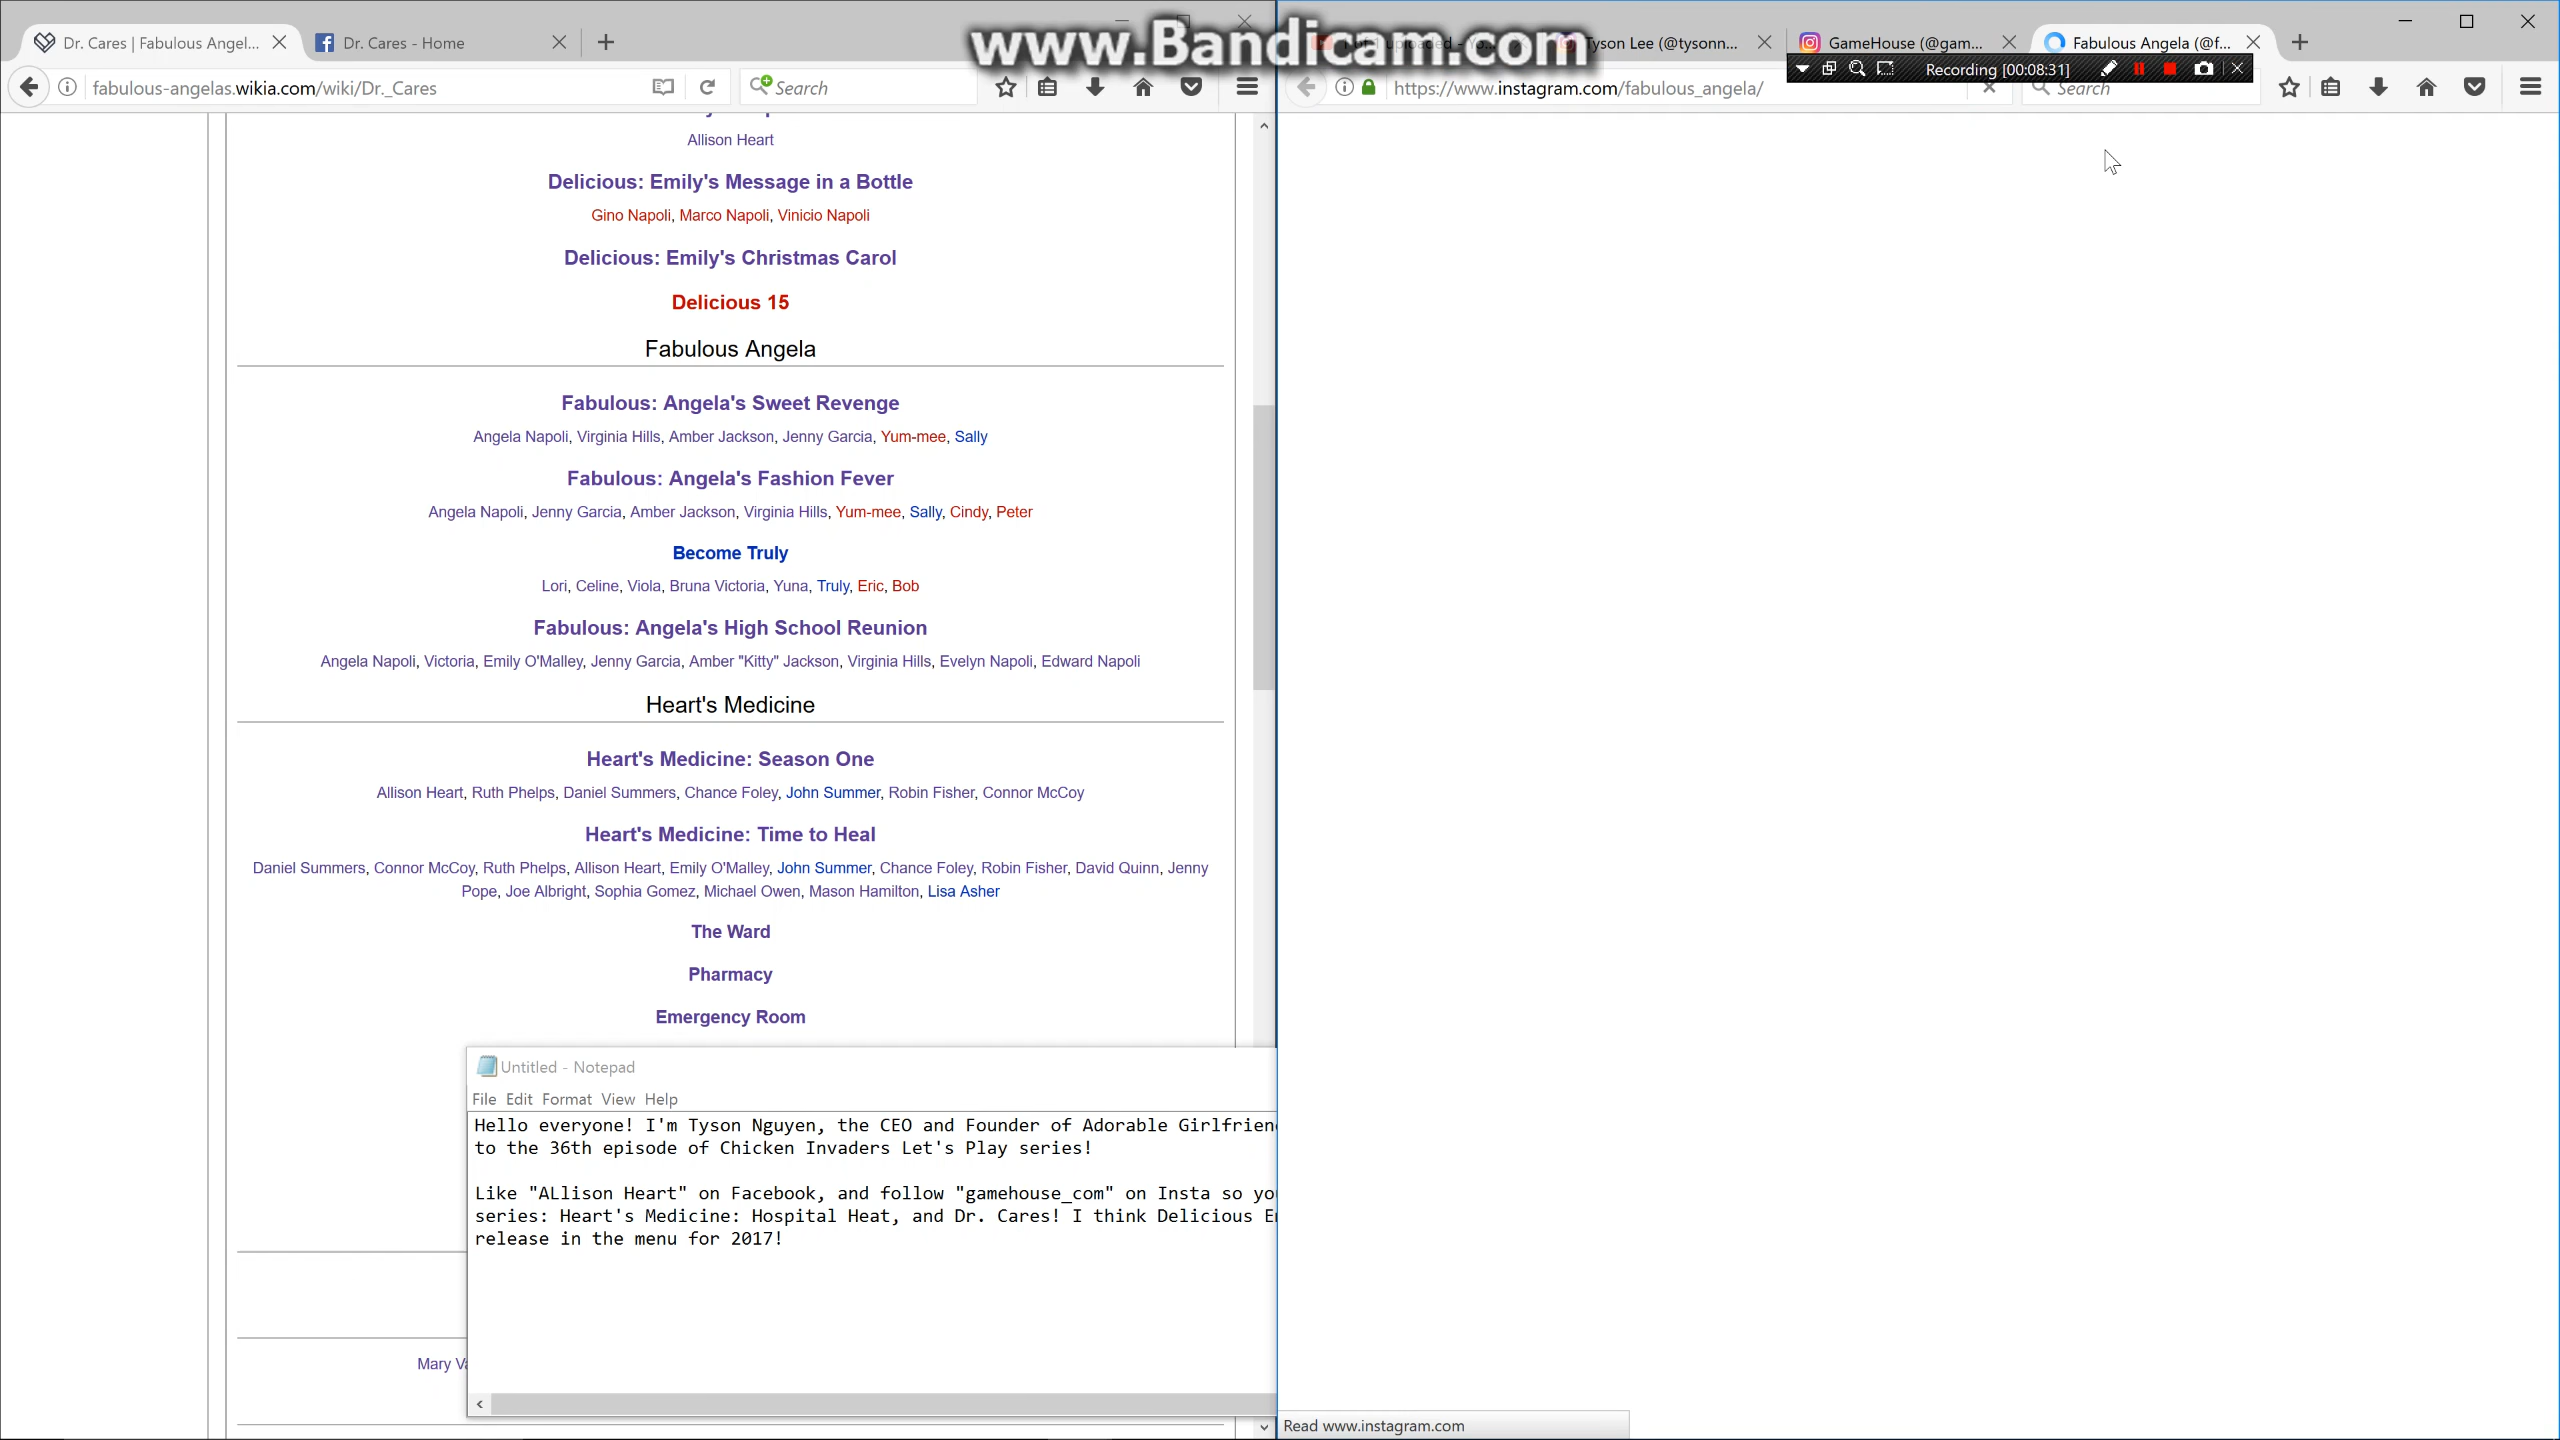 www.Bandicam.com
Dr. Cares | Fabulous Angel...
Dr. Cares - Home
Tyson Lee (@tysonn...
GameHouse (@gam...
Fabulous Angela (@f...
Recording [00:08:31]
fabulous-angelas.wikia.com/wiki/Dr._Cares
Search
https://www.instagram.com/fabulous_angela/
Search
Allison Heart
Delicious: Emily's Message in a Bottle
Gino Napoli, Marco Napoli, Vinicio Napoli
Delicious: Emily's Christmas Carol
Delicious 15
Fabulous Angela
Fabulous: Angela's Sweet Revenge
Angela Napoli, Virginia Hills, Amber Jackson, Jenny Garcia, Yum-mee, Sally
Fabulous: Angela's Fashion Fever
Angela Napoli, Jenny Garcia, Amber Jackson, Virginia Hills, Yum-mee, Sally, Cindy, Peter
Become Truly
Lori, Celine, Viola, Bruna Victoria, Yuna, Truly, Eric, Bob
Fabulous: Angela's High School Reunion
Angela Napoli, Victoria, Emily O'Malley, Jenny Garcia, Amber "Kitty" Jackson, Virginia Hills, Evelyn Napoli, Edward Napoli
Heart's Medicine
Heart's Medicine: Season One
Allison Heart, Ruth Phelps, Daniel Summers, Chance Foley, John Summer, Robin Fisher, Connor McCoy
Heart's Medicine: Time to Heal
Daniel Summers, Connor McCoy, Ruth Phelps, Allison Heart, Emily O'Malley, John Summer, Chance Foley, Robin Fisher, David Quinn, Jenny
Pope, Joe Albright, Sophia Gomez, Michael Owen, Mason Hamilton, Lisa Asher
The Ward
Pharmacy
Emergency Room
Untitled - Notepad
File Edit Format View Help
Hello everyone! I'm Tyson Nguyen, the CEO and Founder of Adorable Girlfrien
to the 36th episode of Chicken Invaders Let's Play series!
Like "ALlison Heart" on Facebook, and follow "gamehouse_com" on Insta so yo
series: Heart's Medicine: Hospital Heat, and Dr. Cares! I think Delicious E
release in the menu for 2017!
Mary
Read www.instagram.com